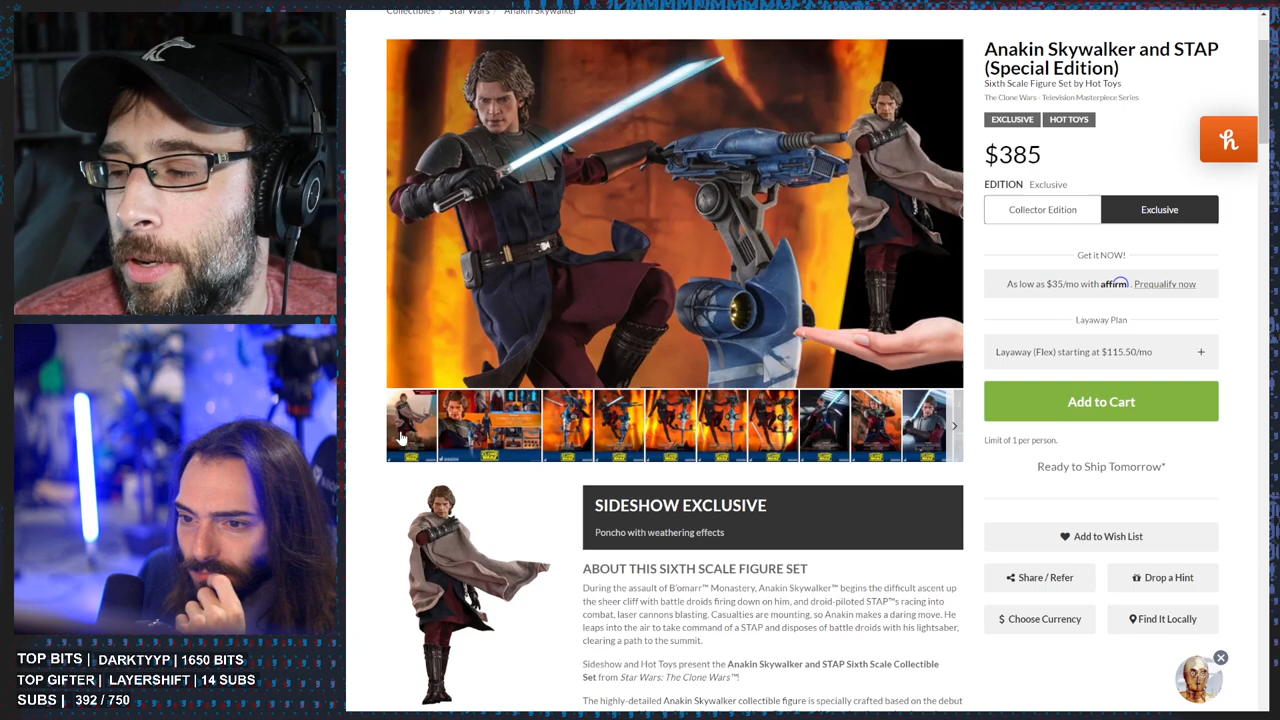 Collectibles / Star Wars / Anakin Skywalker
Anakin Skywalker and STAP
(Special Edition)
Sixth Scale Figure Set by Hot Toys
The Clone Wars - Television Masterpiece Series
EXCLUSIVE
HOT TOYS
$385
EDITION Exclusive
Collector Edition
Exclusive
Get it NOW!
As low as $35/mo with affirm. Prequalify now
Layaway Plan
Layaway (Flex) starting at $115.50/mo +
Add to Cart
Limit of 1 per person.
Ready to Ship Tomorrow*
Add to Wish List
Share / Refer
Drop a Hint
$ Choose Currency
Find It Locally
SIDESHOW EXCLUSIVE
Poncho with weathering effects
ABOUT THIS SIXTH SCALE FIGURE SET
During the assault of B'omarr™ Monastery, Anakin Skywalker™ begins the difficult ascent up
the sheer cliff with battle droids firing down on him, and droid-piloted STAP™s racing into
combat, laser cannons blasting. Casualties are mounting, so Anakin makes a daring move. He
leaps into the air to take command of a STAP and disposes of battle droids with his lightsaber,
clearing a path to the summit.
Sideshow and Hot Toys present the Anakin Skywalker and STAP Sixth Scale Collectible
Set from Star Wars: The Clone Wars™!
The highly-detailed Anakin Skywalker collectible figure is specially crafted based on the debut
TOP BITS | DARKTYYP | 1650 BITS